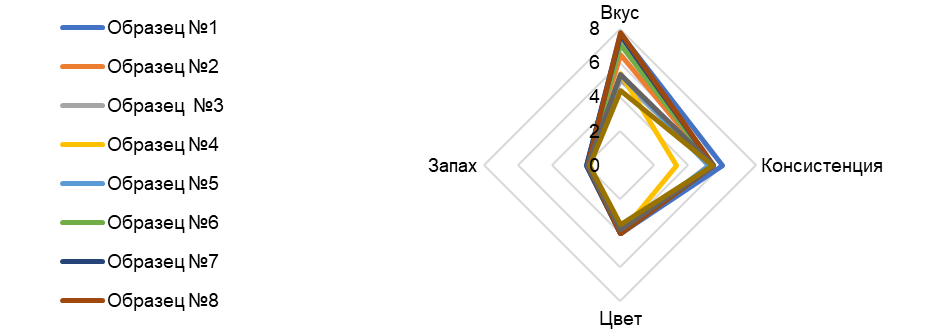 Образец №1
Образец №2
Образец  №3
Образец №4
Образец №5
Образец №6
Образец №7
Образец №8
Вкус
8
6
4
2
0
Запах
Консистенция
Цвет